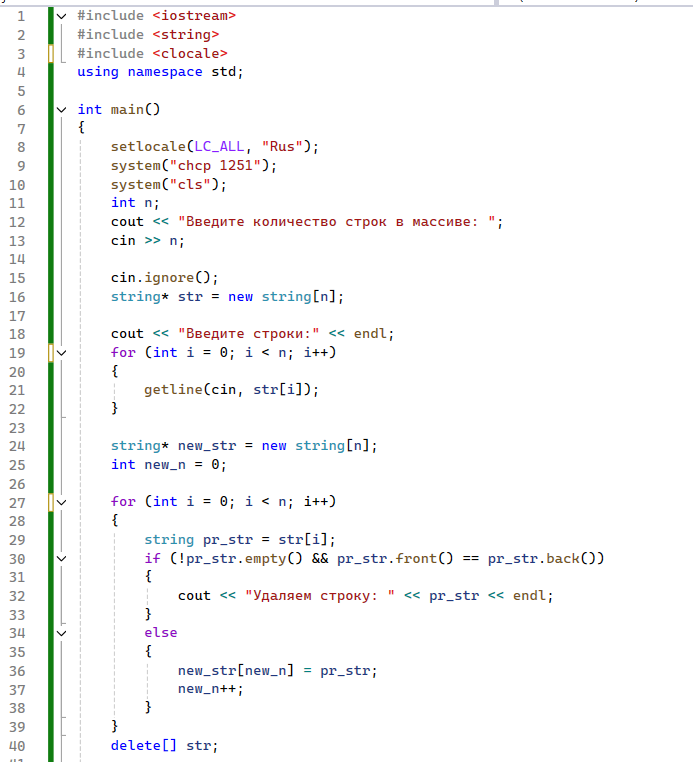 1 #include <iostream>
2 #include <string>
3 #include <clocale>
4 using namespace std;
5
6 int main()
7 {
8 setlocale(LC_ALL, "Rus");
9 system("chcp 1251");
10 system("cls");
11 int n;
12 cout << "Введите количество строк в массиве: ";
13 cin >> n;
14
15 cin.ignore();
16 string* str = new string[n];
17
18 cout << "Введите строки:" << endl;
19 for (int i = 0; i < n; i++)
20 {
21 getline(cin, str[i]);
22 }
23
24 string* new_str = new string[n];
25 int new_n = 0;
26
27 for (int i = 0; i < n; i++)
28 {
29 string pr_str = str[i];
30 if (!pr_str.empty() && pr_str.front() == pr_str.back())
31 {
32 cout << "Удаляем строку: " << pr_str << endl;
33 }
34 else
35 {
36 new_str[new_n] = pr_str;
37 new_n++;
38 }
39 }
40 delete[] str;